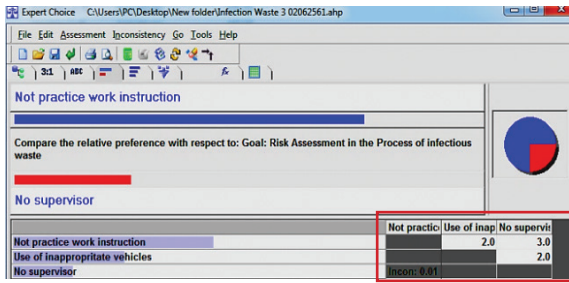 Expert Choice C:\Users\PC\Desktop\New folder\Infection Waste 3 02062561.ahp
File Edit Assessment Inconsistency Go Tools Help
3:1 ABC fx
Not practice work instruction
Compare the relative preference with respect to: Goal: Risk Assessment in the Process of infectious
waste
No supervisor
Not practic Use of inap No supervis
Not practice work instruction 2.0 3.0
Use of inappropritate vehicles 2.0
No supervisor Incon: 0.01